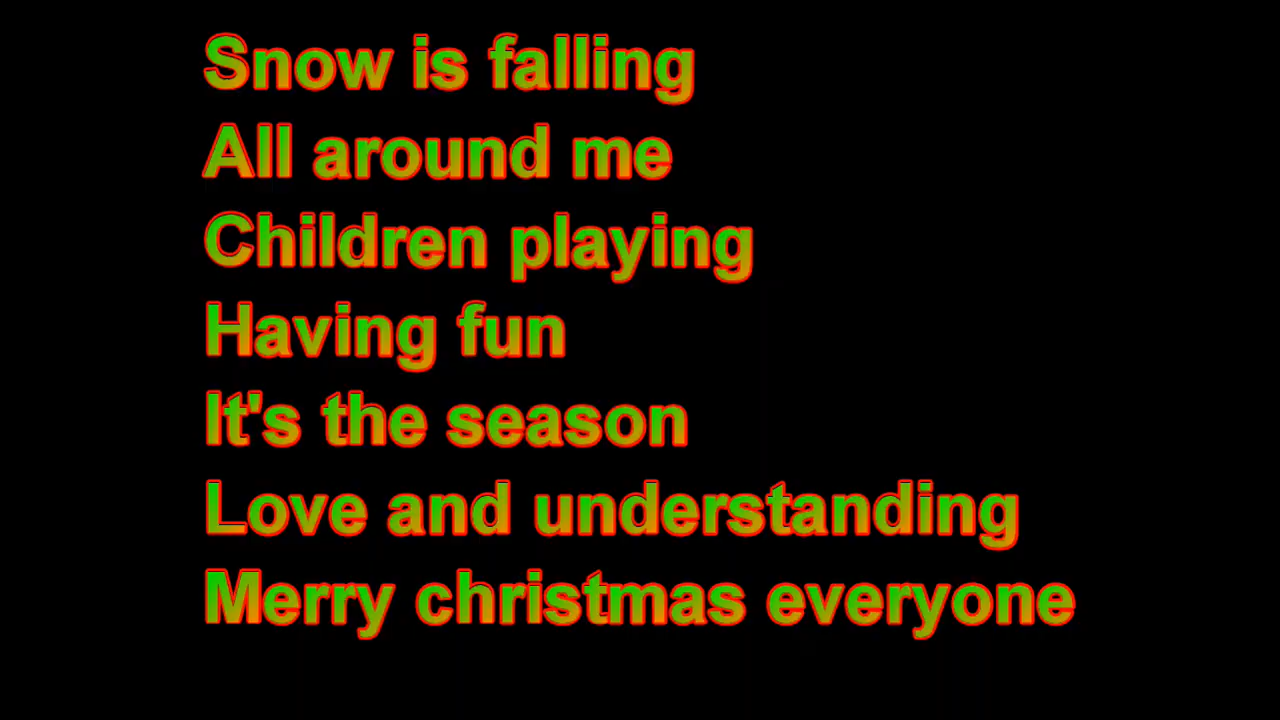 Snow is falling
All around me
Children playing
Having fun
It's the season
Love and understanding
Merry christmas everyone